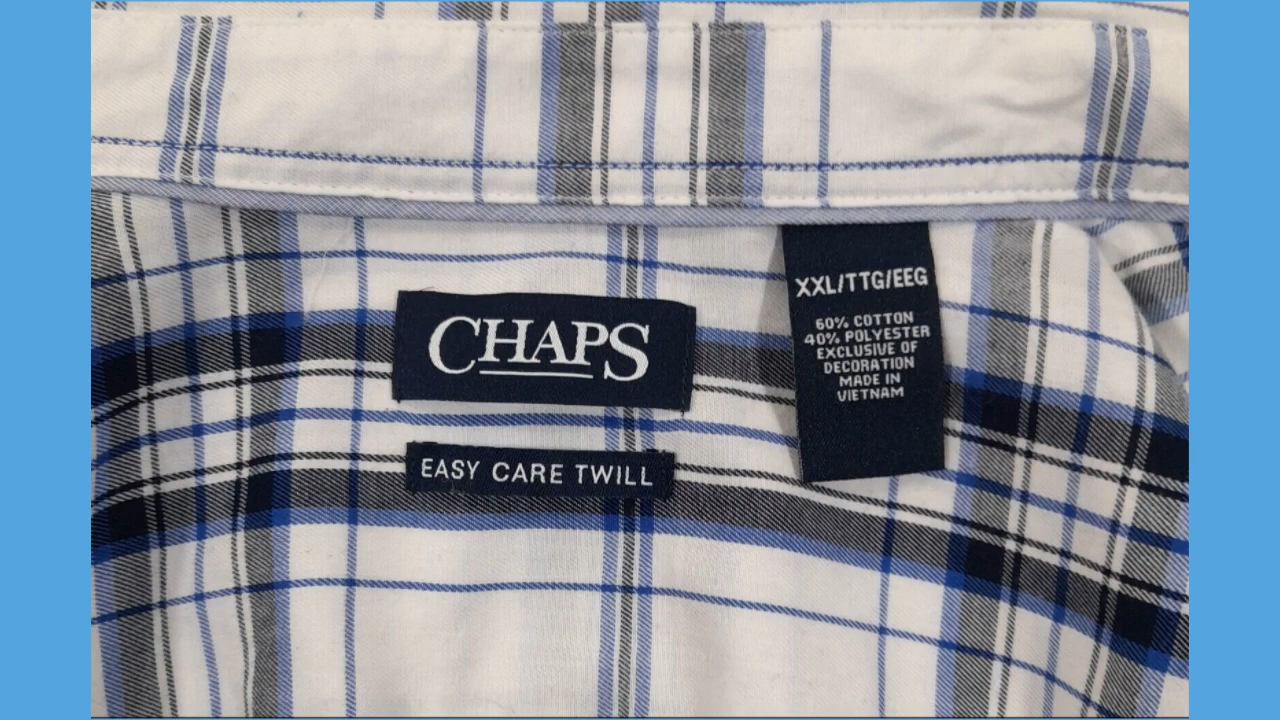 CHAPS
EASY CARE TWILL
XXL/TTG/EEG
60% COTTON
40% POLYESTER
EXCLUSIVE OF
DECORATION
MADE IN
VIETNAM